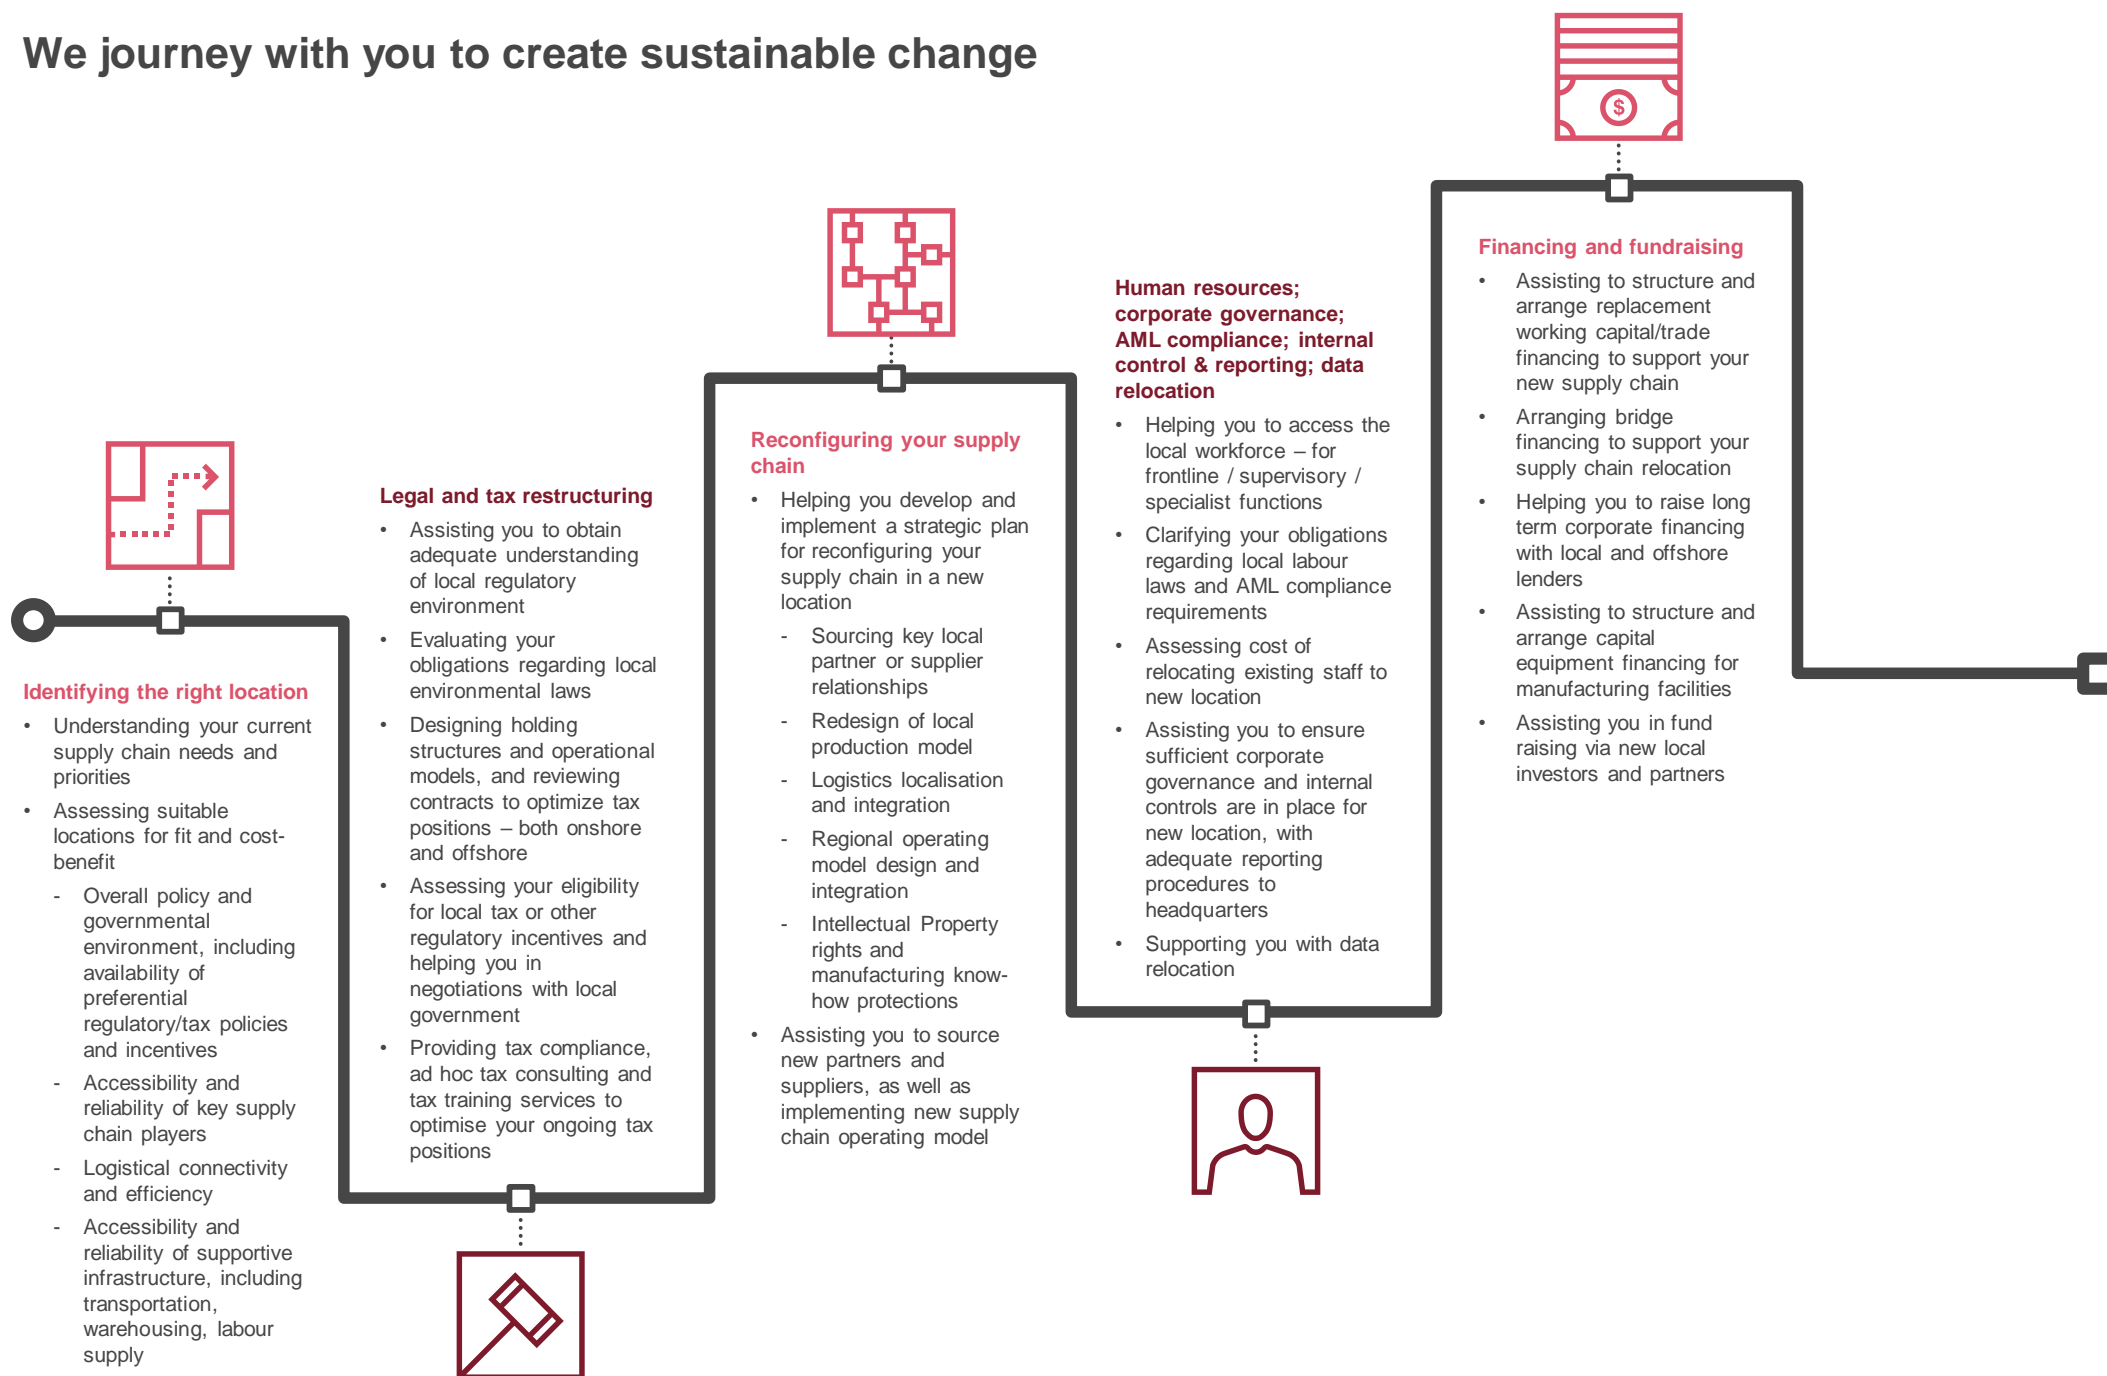 We journey with you to create sustainable change
$
Identifying the right location
• Understanding your current
supply chain needs and
priorities
• Assessing suitable
locations for fit and cost-
benefit
- Overall policy and
governmental
environment, including
availability of
preferential
regulatory/tax policies
and incentives
- Accessibility and
reliability of key supply
chain players
- Logistical connectivity
and efficiency
- Accessibility and
reliability of supportive
infrastructure, including
transportation,
warehousing, labour
supply
Legal and tax restructuring
• Assisting you to obtain
adequate understanding
of local regulatory
environment
• Evaluating your
obligations regarding local
environmental laws
• Designing holding
structures and operational
models, and reviewing
contracts to optimize tax
positions – both onshore
and offshore
• Assessing your eligibility
for local tax or other
regulatory incentives and
helping you in
negotiations with local
government
• Providing tax compliance,
ad hoc tax consulting and
tax training services to
optimise your ongoing tax
positions
Reconfiguring your supply
chain
• Helping you develop and
implement a strategic plan
for reconfiguring your
supply chain in a new
location
- Sourcing key local
partner or supplier
relationships
- Redesign of local
production model
- Logistics localisation
and integration
- Regional operating
model design and
integration
- Intellectual Property
rights and
manufacturing know-
how protections
• Assisting you to source
new partners and
suppliers, as well as
implementing new supply
chain operating model
Human resources;
corporate governance;
AML compliance; internal
control & reporting; data
relocation
• Helping you to access the
local workforce – for
frontline / supervisory /
specialist functions
• Clarifying your obligations
regarding local labour
laws and AML compliance
requirements
• Assessing cost of
relocating existing staff to
new location
• Assisting you to ensure
sufficient corporate
governance and internal
controls are in place for
new location, with
adequate reporting
procedures to
headquarters
• Supporting you with data
relocation
Financing and fundraising
• Assisting to structure and
arrange replacement
working capital/trade
financing to support your
new supply chain
• Arranging bridge
financing to support your
supply chain relocation
• Helping you to raise long
term corporate financing
with local and offshore
lenders
• Assisting to structure and
arrange capital
equipment financing for
manufacturing facilities
• Assisting you in fund
raising via new local
investors and partners